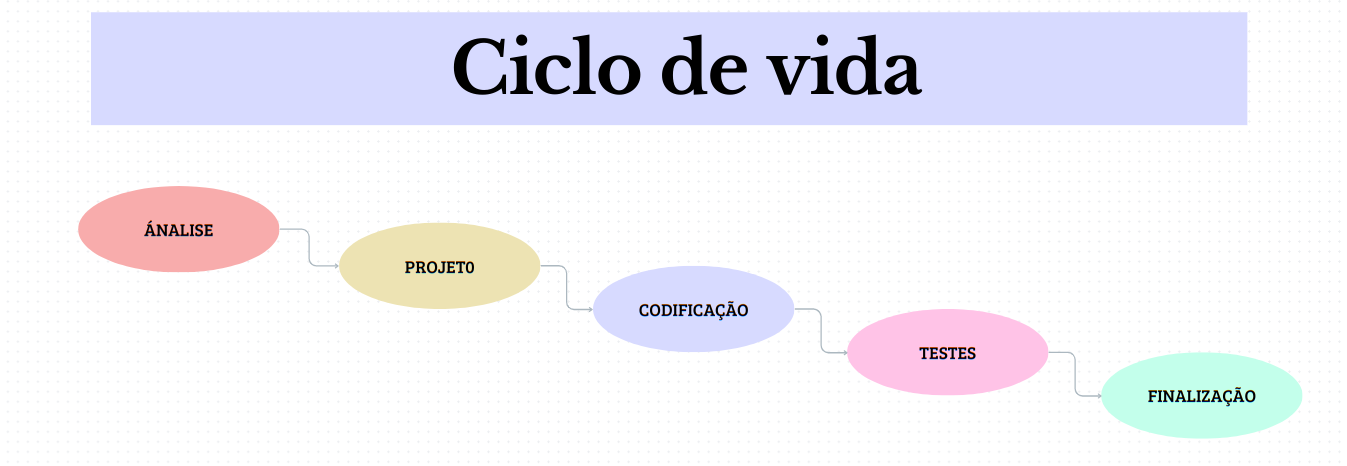 Ciclo de vida
ÁNALISE
PROJET0
CODIFICAÇÃO
TESTES
FINALIZAÇÃO